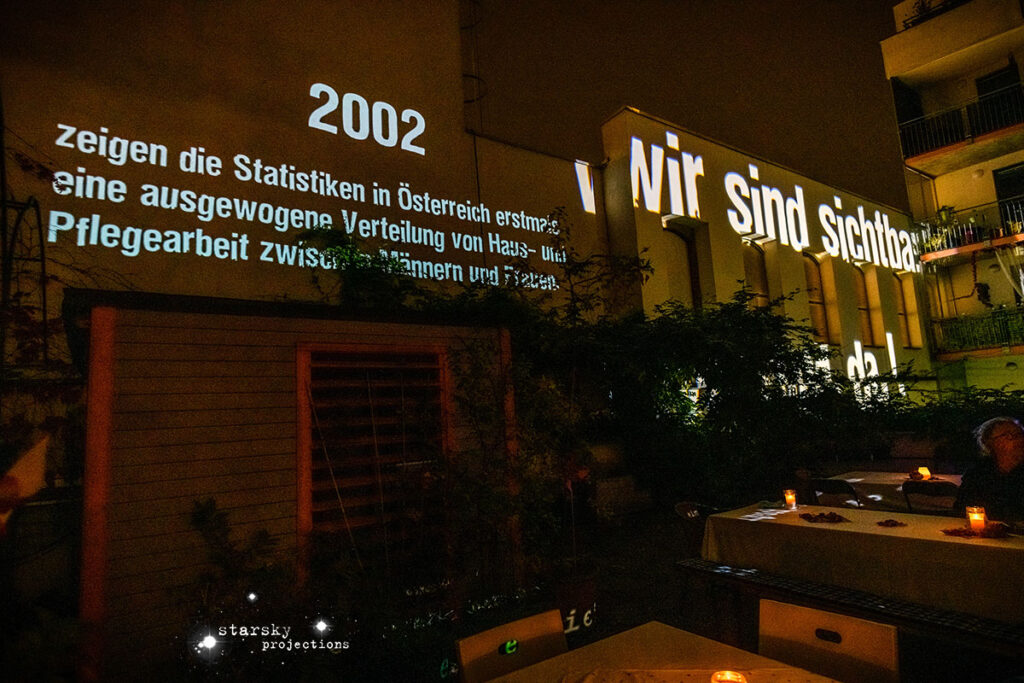 2002
zeigen die Statistiken in Österreich erstmals
eine ausgewogene Verteilung von Haus- und
Pflegearbeit zwischen Männern und Frauen.
wir sind sichtbar
da!
starsky
projections